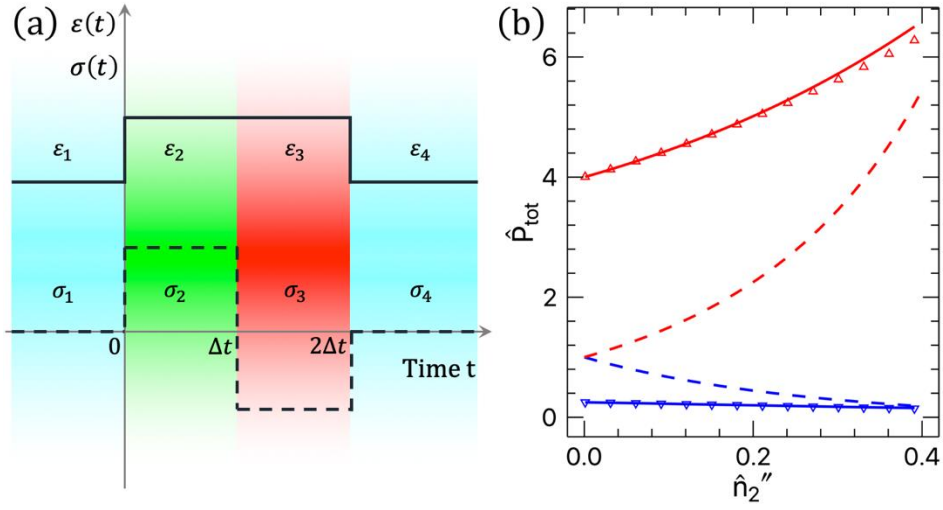 (a)
ε(t)
σ(t)
ε₁ ε₂ ε₃ ε₄
σ₁ σ₂ σ₃ σ₄
0 Δt 2Δt
Time t
(b)
6
4
2
0
P̂tot
0.0 0.2 0.4
n̂₂″